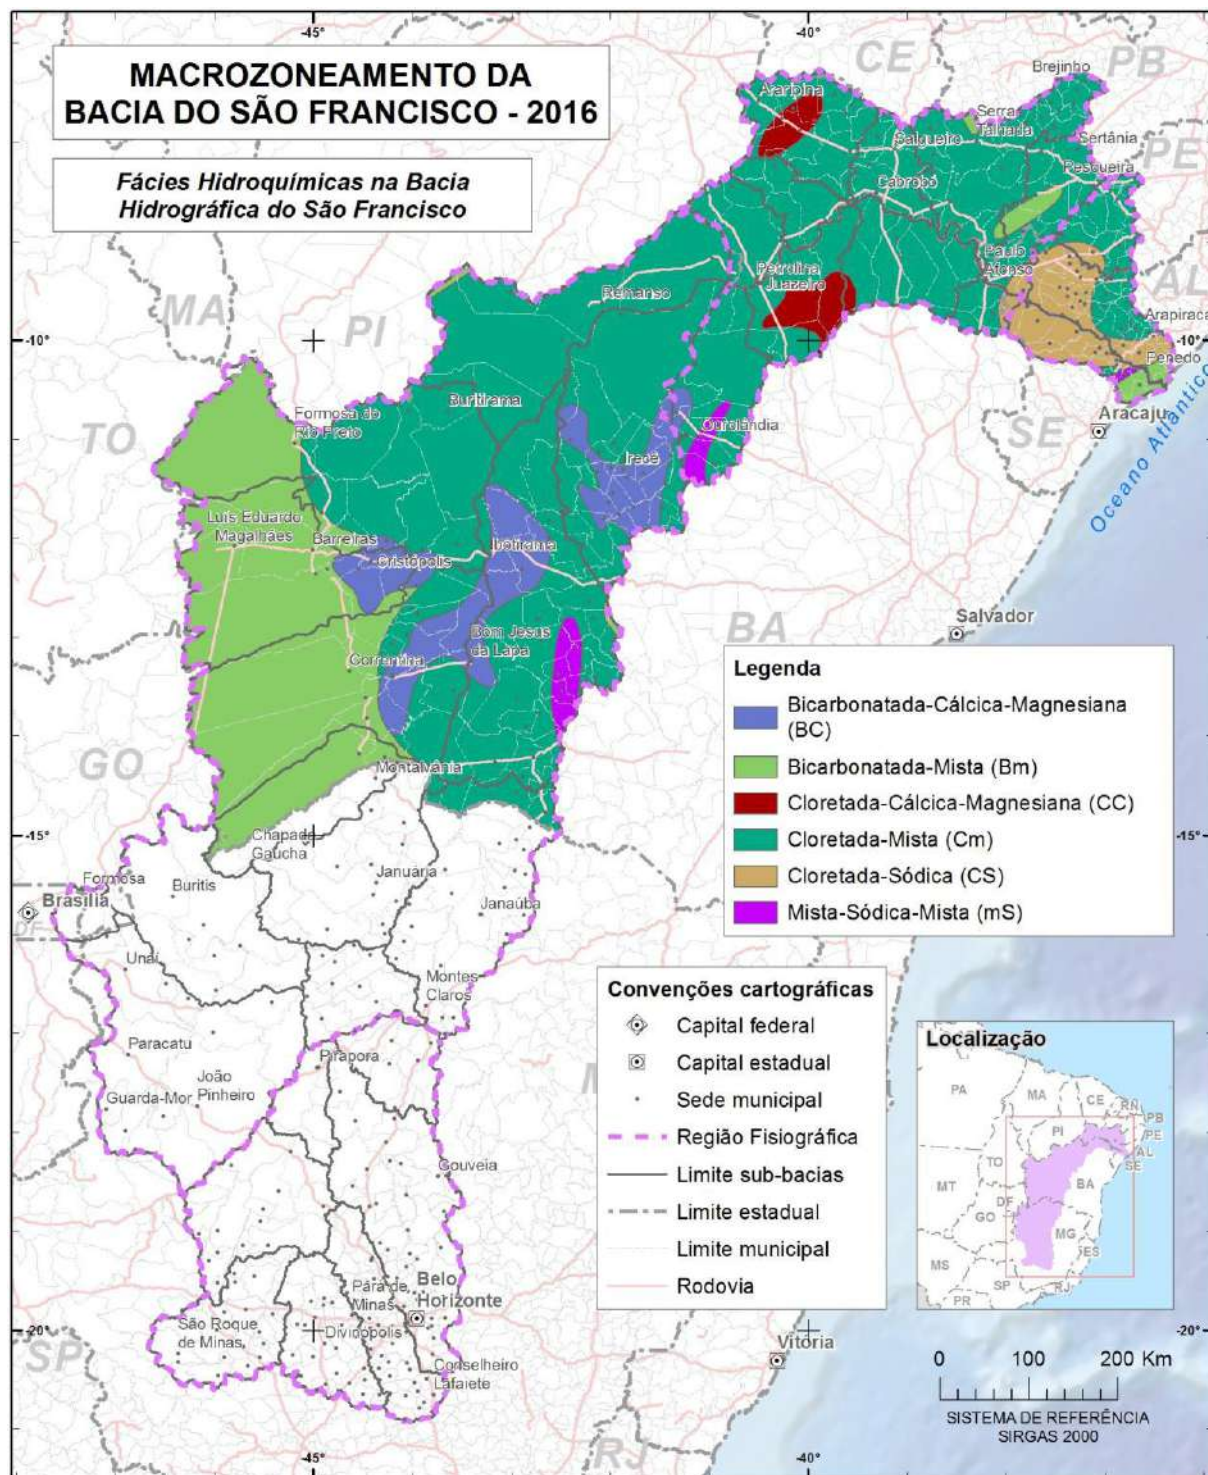 -45°
-40°
MACROZONEAMENTO DA
BACIA DO SÃO FRANCISCO - 2016
Fácies Hidroquímicas na Bacia
Hidrográfica do São Francisco
CE
PB
Brejinho
Araripina
Serra
Talhada
Salgueiro
Sertânia
PE
Pesqueira
Cabrobó
Paulo
Afonso
Petrolina
Juazeiro
Remanso
AL
Arapiraca
MA
PI
-10°
-10°
Penedo
Aracaju
SE
Oceano Atlântico
Buritirama
Formosa do
Rio Preto
Ourolândia
Irecê
TO
Luís Eduardo
Magalhães
Barreiras
Cristópolis
Ibotirama
Salvador
BA
Bom Jesus
da Lapa
Correntina
GO
Montalvânia
Legenda
Bicarbonatada-Cálcica-Magnesiana
(BC)
Bicarbonatada-Mista (Bm)
Cloretada-Cálcica-Magnesiana (CC)
Cloretada-Mista (Cm)
Cloretada-Sódica (CS)
Mista-Sódica-Mista (mS)
-15°
-15°
Chapada
Gaúcha
Formosa
Buritis
Januária
Brasília
DF
Janaúba
Unaí
Montes
Claros
Paracatu
Pirapora
João
Pinheiro
Guarda-Mor
Gouveia
Convenções cartográficas
Capital federal
Capital estadual
Sede municipal
Região Fisiográfica
Limite sub-bacias
Limite estadual
Limite municipal
Rodovia
Localização
PA
MA
CE
RN
PB
PI
PE
AL
SE
TO
BA
MT
DF
GO
MG
ES
MS
SP
RJ
PR
Pará de
Minas
Belo
Horizonte
São Roque
de Minas
Divinópolis
Conselheiro
Lafaiete
-20°
-20°
Vitória
SP
RJ
0 100 200 Km
SISTEMA DE REFERÊNCIA
SIRGAS 2000
-45°
-40°